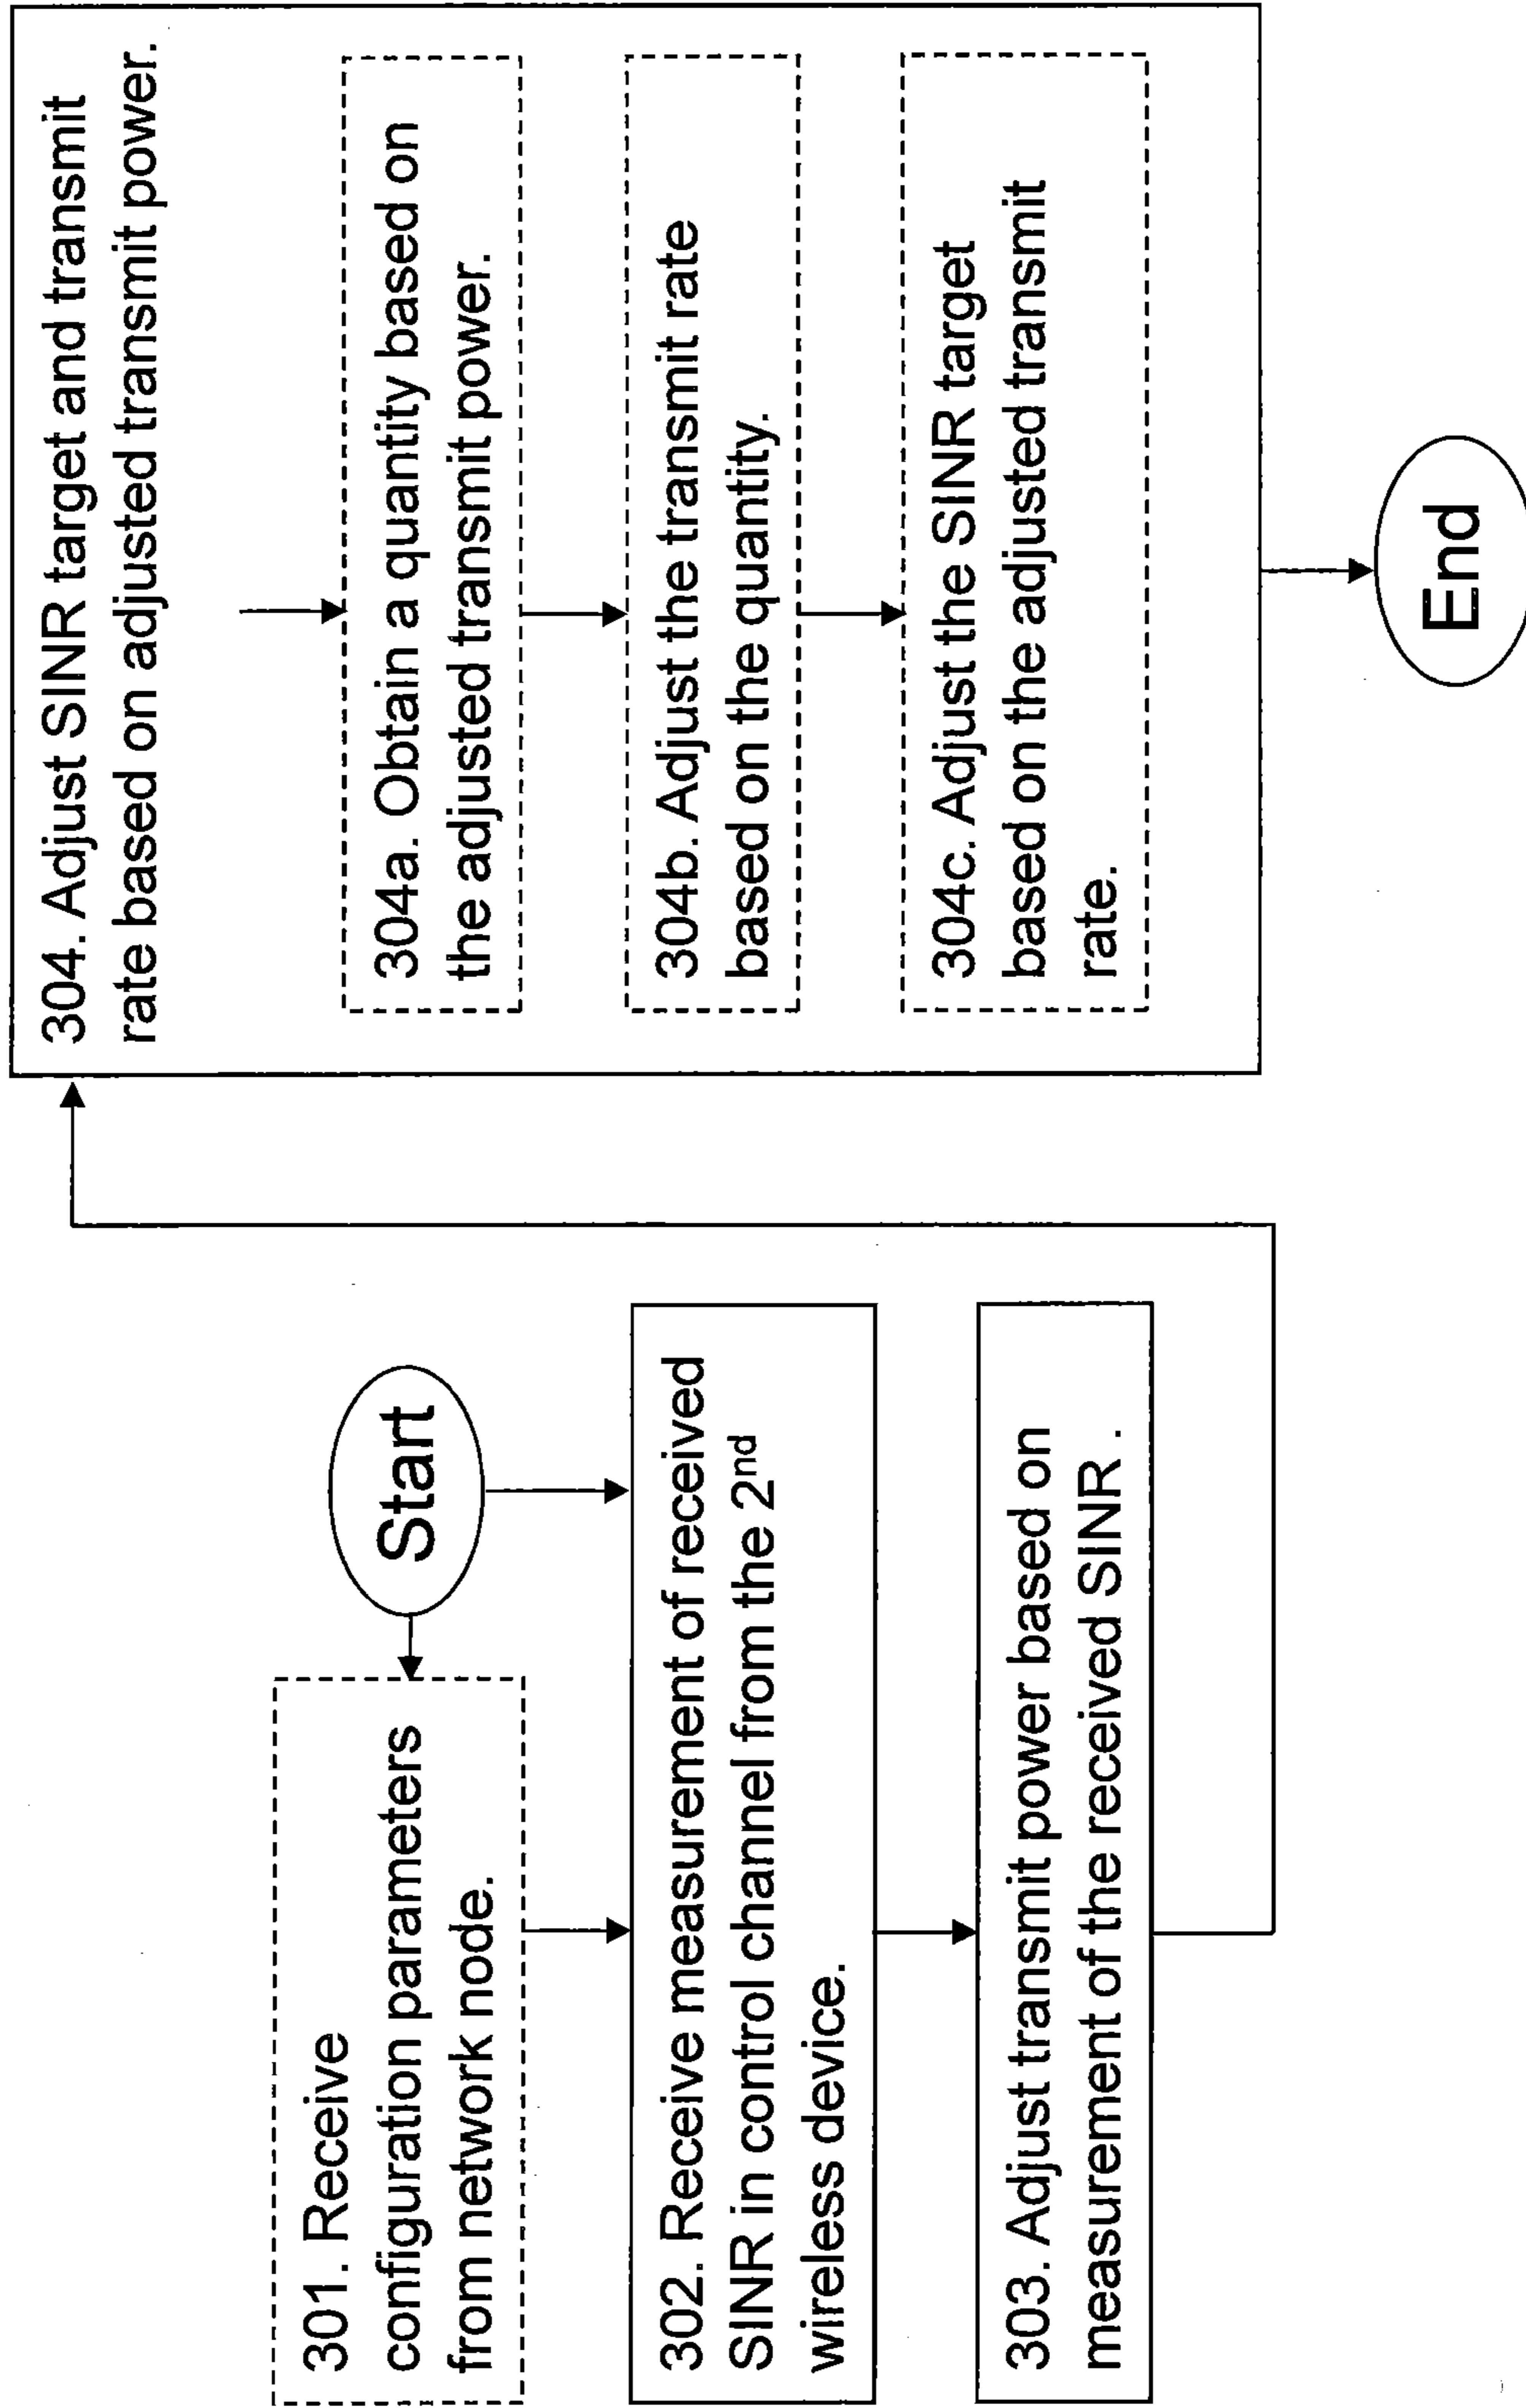 Start
301. Receive
configuration parameters
from network node.
302. Receive measurement of received
SINR in control channel from the 2nd
wireless device.
303. Adjust transmit power based on
measurement of the received SINR .
304. Adjust SINR target and transmit
rate based on adjusted transmit power.
304a. Obtain a quantity based on
the adjusted transmit power.
304b. Adjust the transmit rate
based on the quantity.
304c. Adjust the SINR target
based on the adjusted transmit
rate.
End